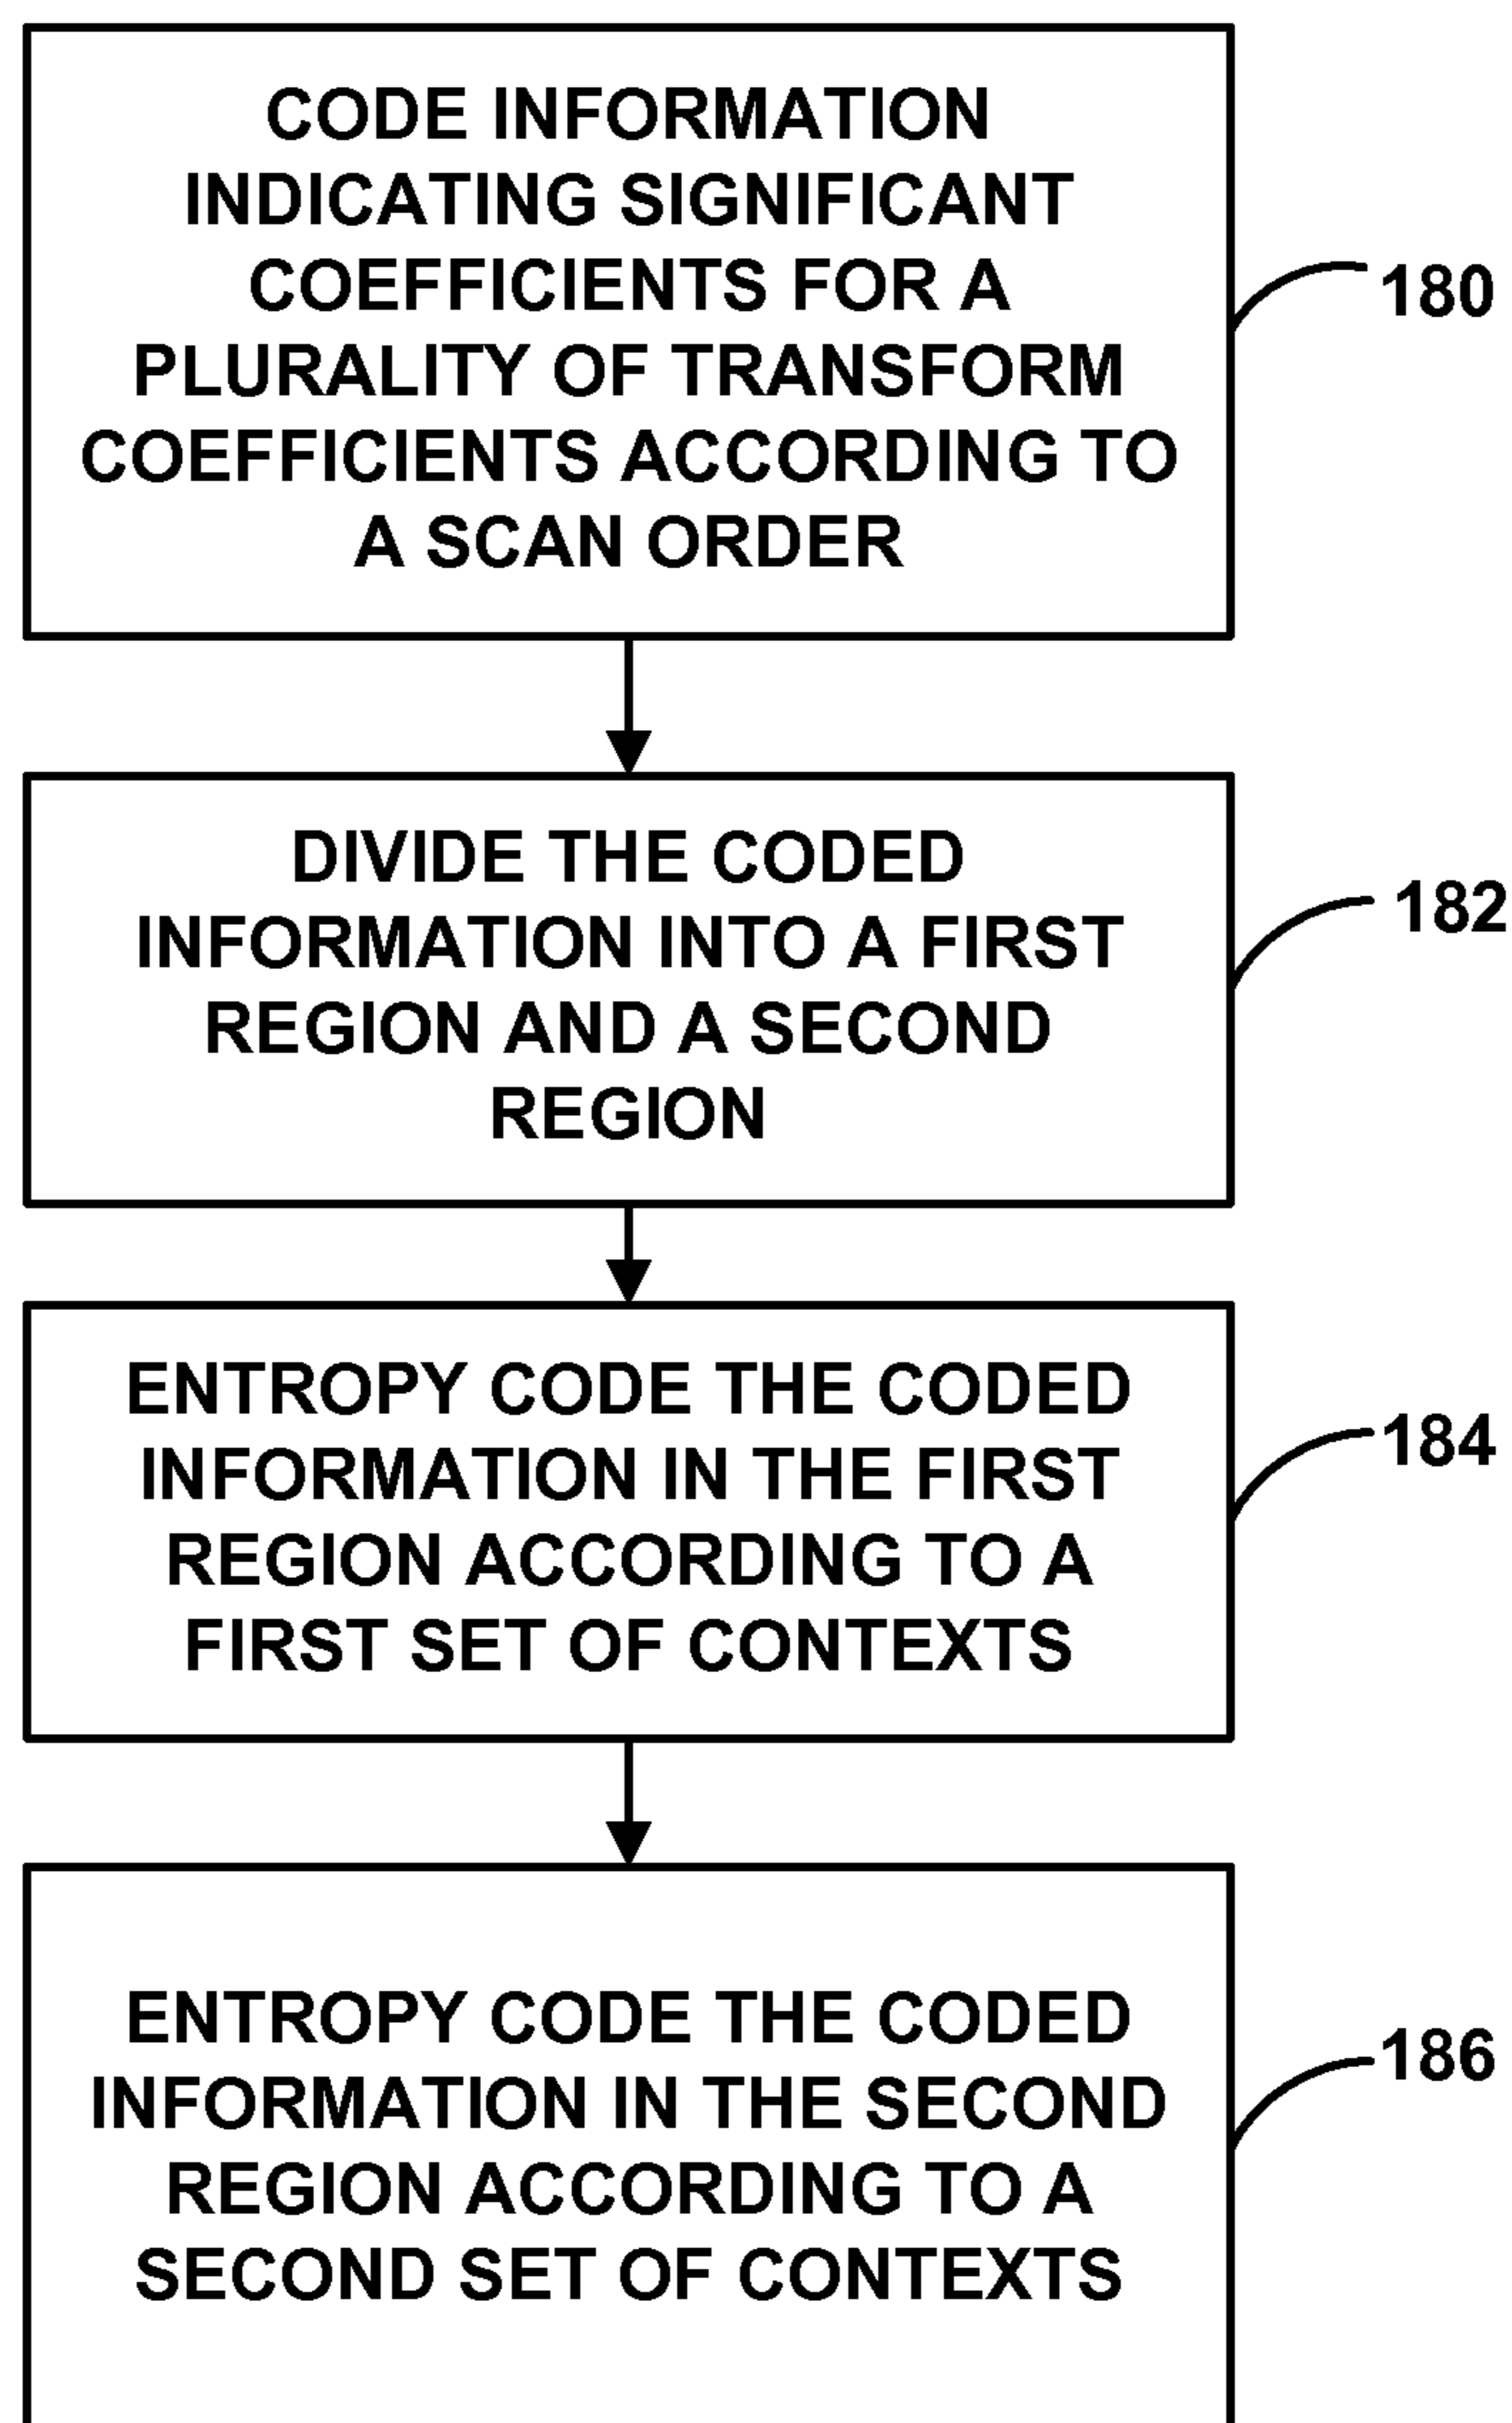 CODE INFORMATION
INDICATING SIGNIFICANT
COEFFICIENTS FOR A
PLURALITY OF TRANSFORM
COEFFICIENTS ACCORDING TO
A SCAN ORDER
180
DIVIDE THE CODED
INFORMATION INTO A FIRST
REGION AND A SECOND
REGION
182
ENTROPY CODE THE CODED
INFORMATION IN THE FIRST
REGION ACCORDING TO A
FIRST SET OF CONTEXTS
184
ENTROPY CODE THE CODED
INFORMATION IN THE SECOND
REGION ACCORDING TO A
SECOND SET OF CONTEXTS
186